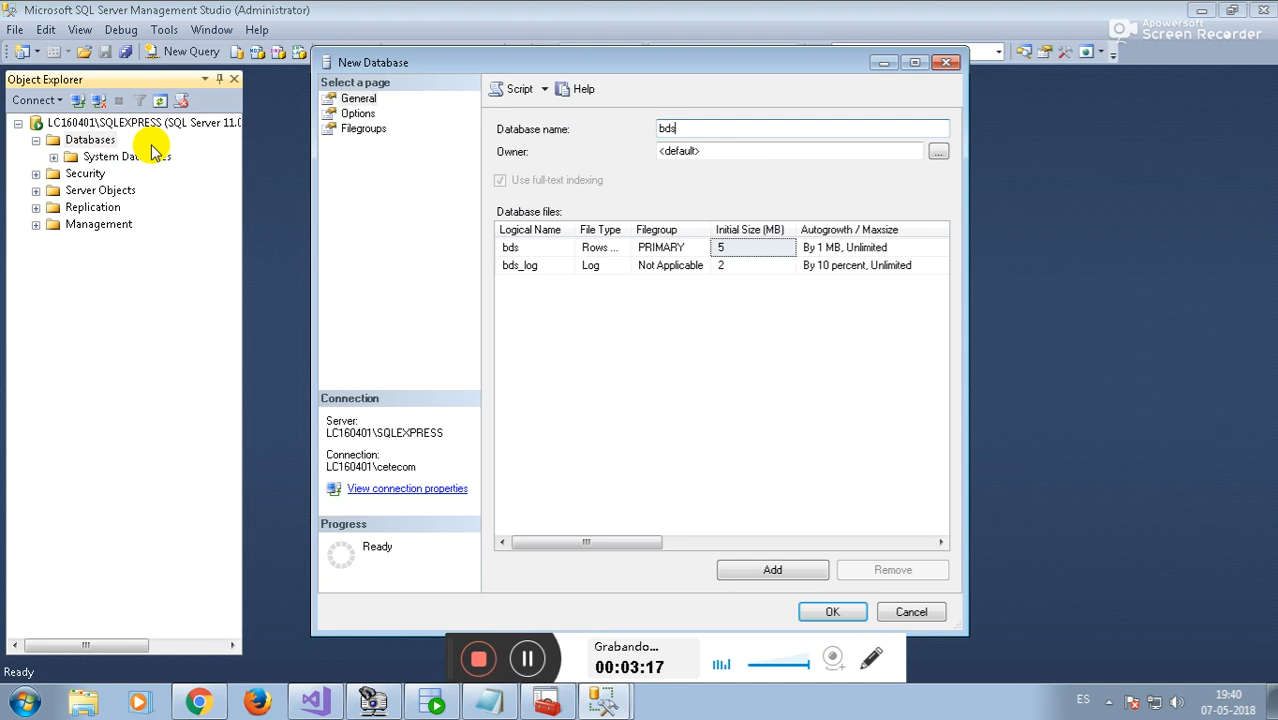 Microsoft SQL Server Management Studio (Administrator)
File Edit View Debug Tools Window Help
Apowersoft
Screen Recorder
New Query
Object Explorer
Connect
LC160401\SQLEXPRESS (SQL Server 11.0
Databases
System
Security
Server Objects
Replication
Management
New Database
Select a page
General
Options
Filegroups
Script Help
Database name: bds
Owner: <default> ...
Use full-text indexing
Database files:
Logical Name File Type Filegroup Initial Size (MB) Autogrowth / Maxsize
bds Rows ... PRIMARY 5 By 1 MB, Unlimited
bds_log Log Not Applicable 2 By 10 percent, Unlimited
Connection
Server:
LC160401\SQLEXPRESS
Connection:
LC160401\cetecom
View connection properties
Progress
Ready
Add Remove
OK Cancel
Grabando...
00:03:17
Ready
ES
19:40
07-05-2018